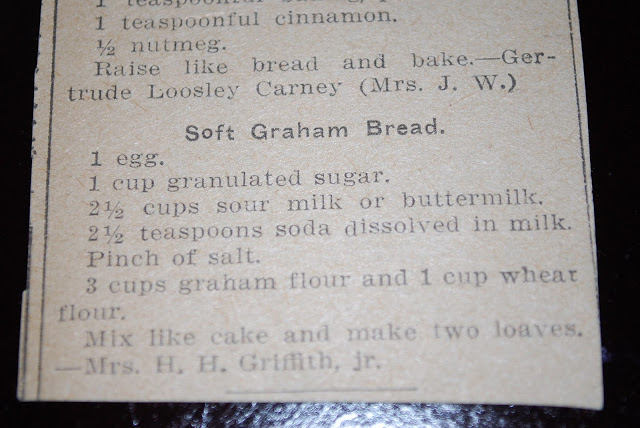 1 teaspoonful
1 teaspoonful cinnamon.
½ nutmeg.
Raise like bread and bake.—Ger-
trude Loosley Carney (Mrs. J. W.)
Soft Graham Bread.
1 egg.
1 cup granulated sugar.
2½ cups sour milk or buttermilk.
2½ teaspoons soda dissolved in milk.
Pinch of salt.
3 cups graham flour and 1 cup wheat
flour.
Mix like cake and make two loaves.
—Mrs. H. H. Griffith, jr.